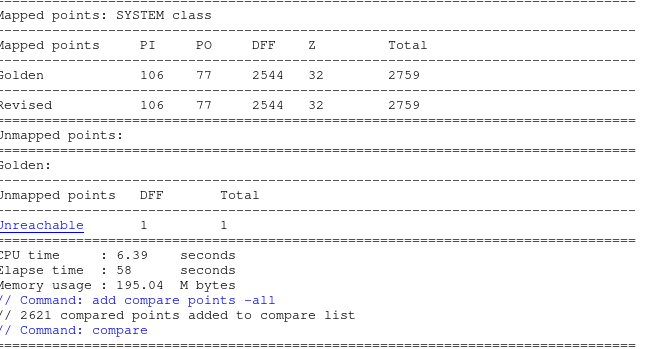 Mapped points: SYSTEM class
Mapped points PI PO DFF Z Total
Golden 106 77 2544 32 2759
Revised 106 77 2544 32 2759
Unmapped points:
Golden:
Unmapped points DFF Total
Unreachable 1 1
CPU time : 6.39 seconds
Elapse time : 58 seconds
Memory usage : 195.04 M bytes
// Command: add compare points -all
// 2621 compared points added to compare list
// Command: compare